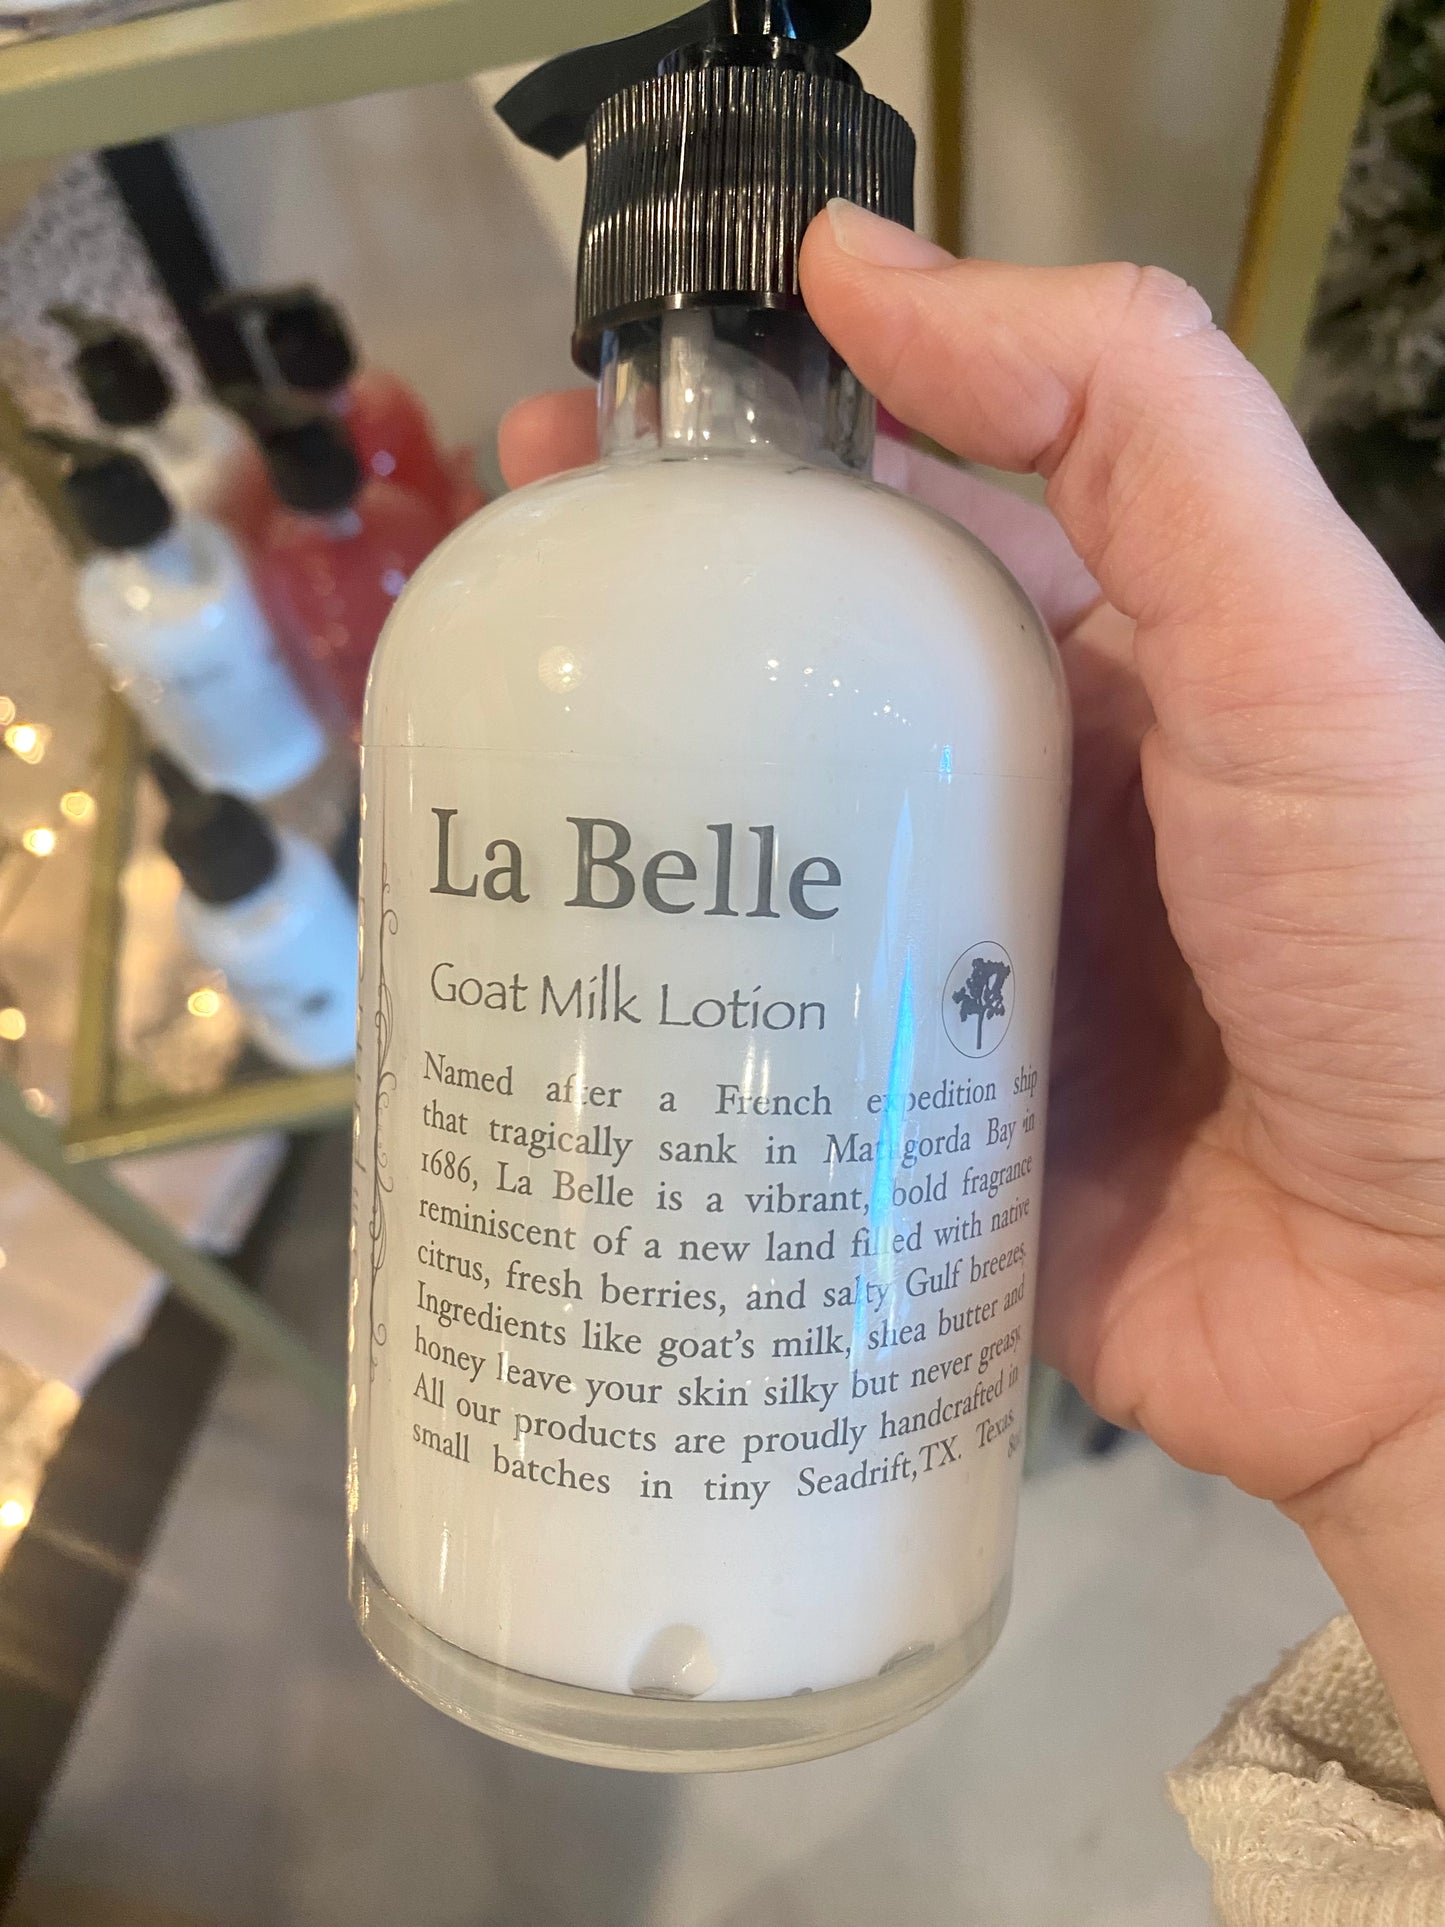 La Belle
Goat Milk Lotion
Named after a French expedition ship
that tragically sank in Matagorda Bay in
1686, La Belle is a vibrant, bold fragrance
reminiscent of a new land filled with native
citrus, fresh berries, and salty Gulf breezes.
Ingredients like goat's milk, shea butter and
honey leave your skin silky but never greasy.
All our products are proudly handcrafted in
small batches in tiny Seadrift, TX. Texas.